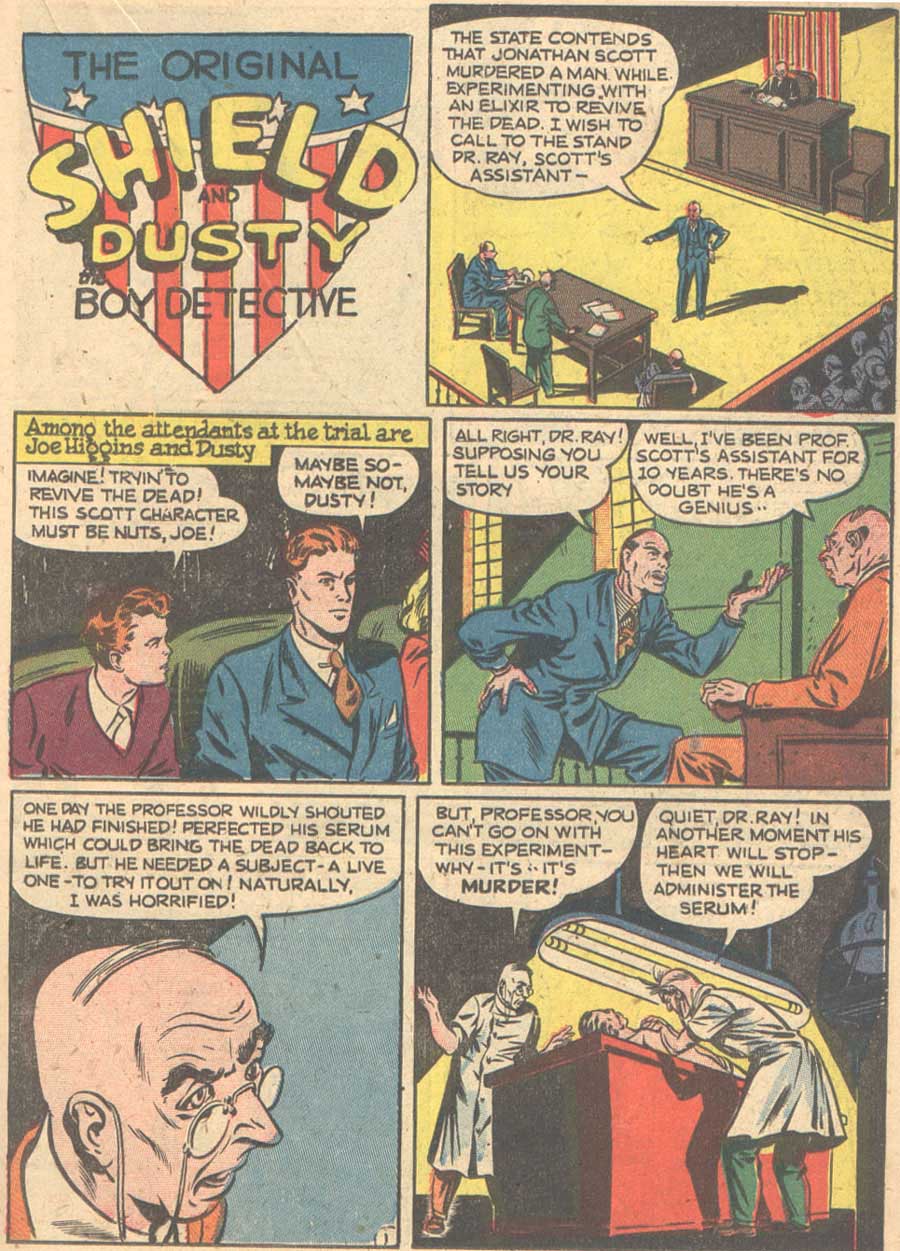 THE ORIGINAL
SHIELD
AND
DUSTY
the
BOY DETECTIVE
THE STATE CONTENDS
THAT JONATHAN SCOTT
MURDERED A MAN WHILE
EXPERIMENTING WITH
AN ELIXIR TO REVIVE
THE DEAD. I WISH TO
CALL TO THE STAND
DR. RAY, SCOTT'S
ASSISTANT-
Among the attendants at the trial are
Joe Higgins and Dusty
IMAGINE! TRYIN' TO
REVIVE THE DEAD!
THIS SCOTT CHARACTER
MUST BE NUTS, JOE!
MAYBE SO-
MAYBE NOT,
DUSTY!
ALL RIGHT, DR. RAY!
SUPPOSING YOU
TELL US YOUR
STORY
WELL, I'VE BEEN PROF.
SCOTT'S ASSISTANT FOR
10 YEARS. THERE'S NO
DOUBT HE'S A
GENIUS..
ONE DAY THE PROFESSOR WILDLY SHOUTED
HE HAD FINISHED! PERFECTED HIS SERUM
WHICH COULD BRING THE DEAD BACK TO
LIFE. BUT HE NEEDED A SUBJECT-A LIVE
ONE-TO TRY IT OUT ON! NATURALLY,
I WAS HORRIFIED!
BUT, PROFESSOR, YOU
CAN'T GO ON WITH
THIS EXPERIMENT-
WHY-IT'S.. IT'S
MURDER!
QUIET, DR. RAY! IN
ANOTHER MOMENT HIS
HEART WILL STOP-
THEN WE WILL
ADMINISTER THE
SERUM!
1